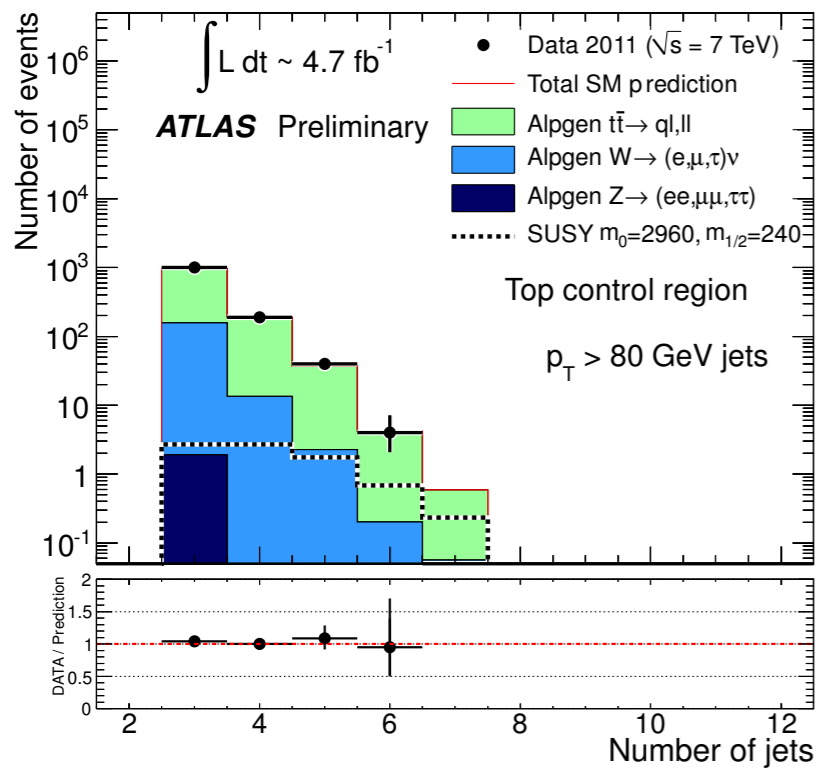 Number of events
10⁶
10⁵
10⁴
10³
10²
10
1
10⁻¹
∫ L dt ~ 4.7 fb⁻¹
ATLAS Preliminary
Data 2011 (√s = 7 TeV)
Total SM prediction
Alpgen tt̄→ ql,ll
Alpgen W→ (e,μ,τ)ν
Alpgen Z→ (ee,μμ,ττ)
SUSY m₀=2960, m₁/₂=240
Top control region
p_T > 80 GeV jets
DATA / Prediction
2
1.5
1
0.5
0
2 4 6 8 10 12
Number of jets